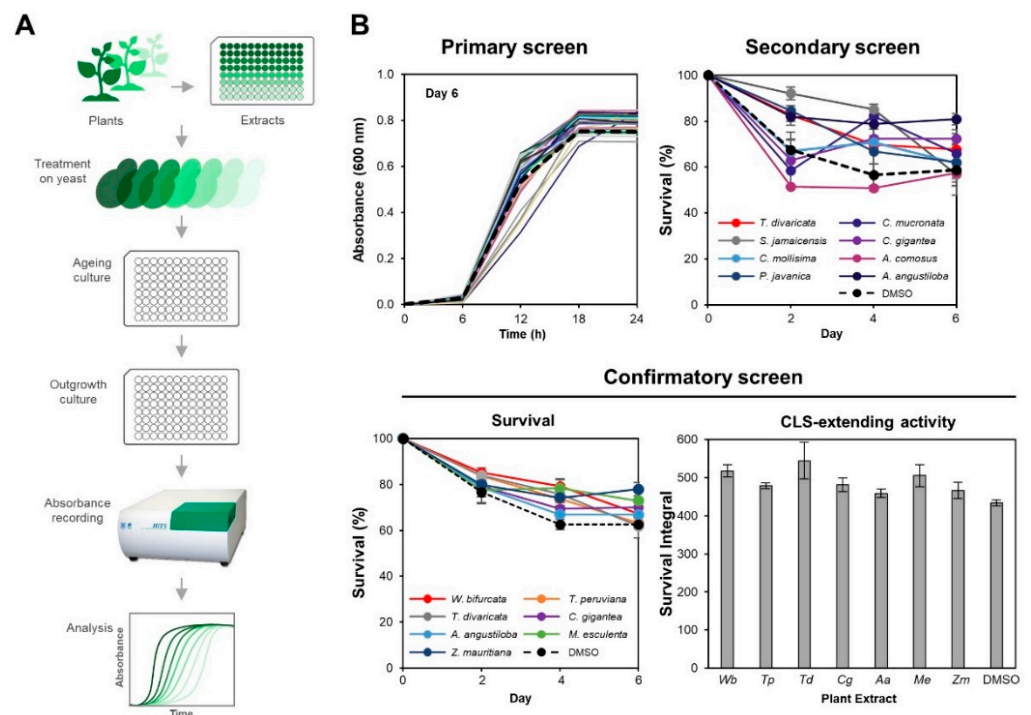 A
Plants
Extracts
Treatment
on yeast
Ageing
culture
Outgrowth
culture
Absorbance
recording
Analysis
Absorbance
Time
B
Primary screen
Day 6
Absorbance (600 nm)
1.0
0.8
0.6
0.4
0.2
0.0
0 6 12 18 24
Time (h)
Secondary screen
Survival (%)
100
80
60
40
20
0
T. divaricata
S. jamaicensis
C. mollisima
P. javanica
C. mucronata
C. gigantea
A. comosus
A. angustiloba
DMSO
0 2 4 6
Day
Confirmatory screen
Survival
Survival (%)
100
80
60
40
20
0
W. bifurcata
T. divaricata
A. angustiloba
Z. mauritiana
T. peruviana
C. gigantea
M. esculenta
DMSO
0 2 4 6
Day
CLS-extending activity
Survival Integral
600
500
400
300
200
100
0
Wb Tp Td Cg Aa Me Zm DMSO
Plant Extract